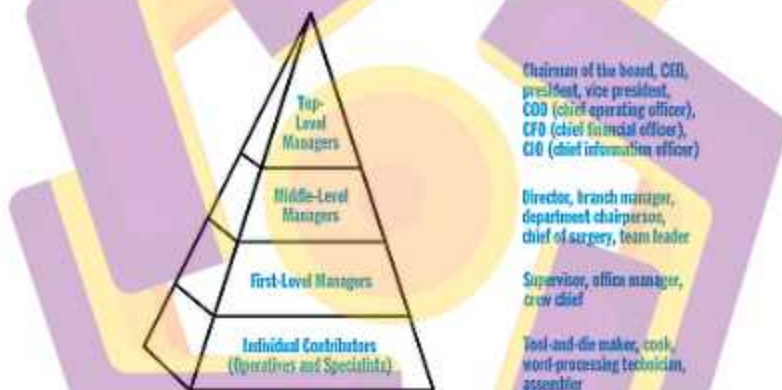 Top-
Level
Managers
Chairman of the board, CEO,
president, vice president,
COO (chief operating officer),
CFO (chief financial officer),
CIO (chief information officer)
Middle-Level
Managers
Director, branch manager,
department chairperson,
chief of surgery, team leader
First-Level Managers
Supervisor, office manager,
crew chief
Individual Contributors
(Operatives and Specialists)
Tool-and-die maker, cook,
word-processing technician,
assembler